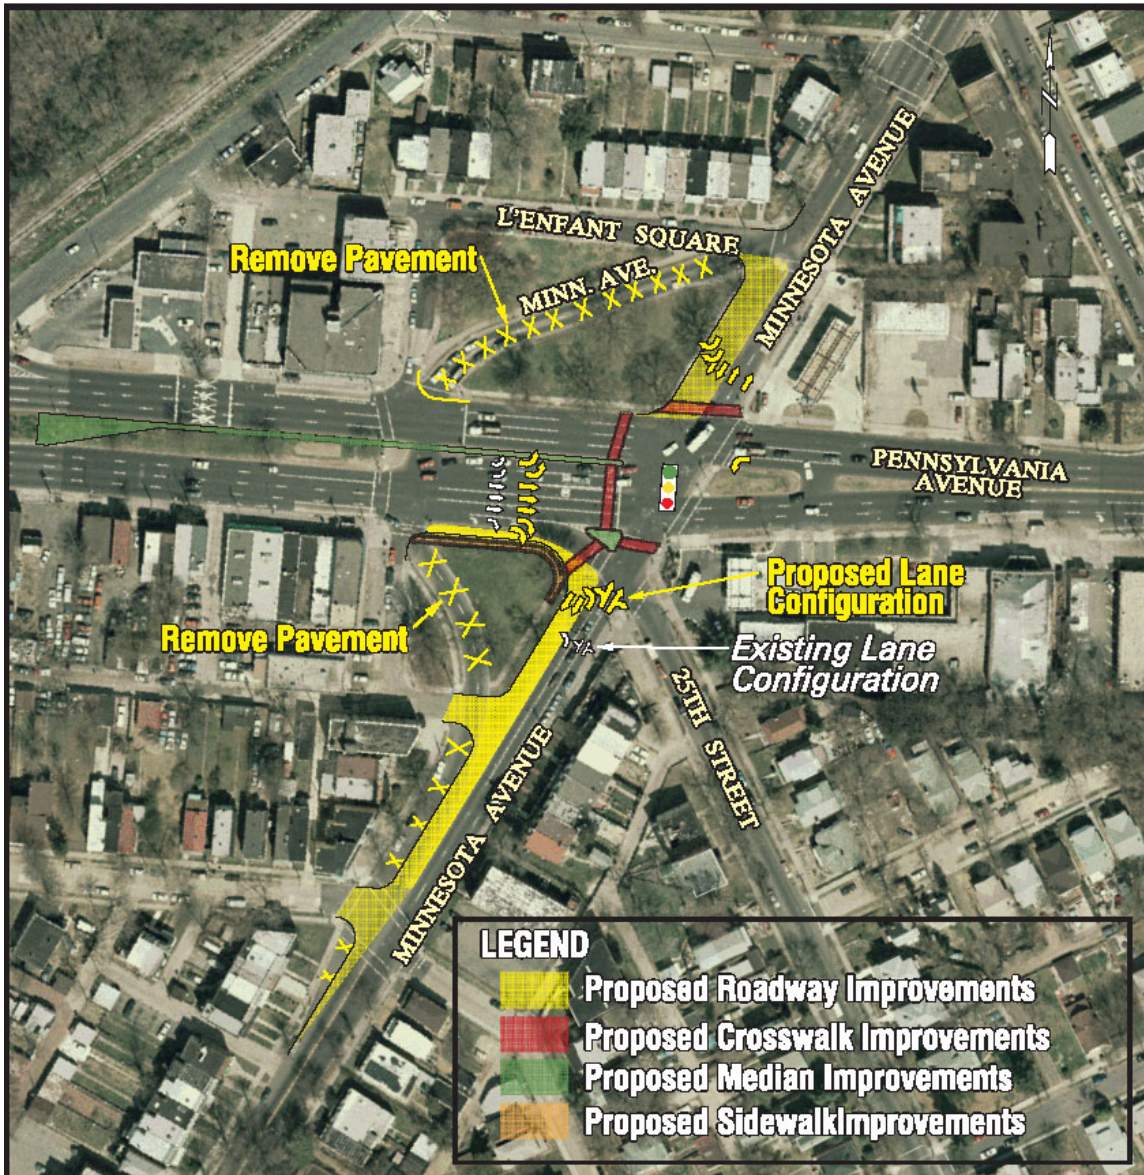 L'ENFANT SQUARE
MINNESOTA AVENUE
Remove Pavement
MINN. AVE.
PENNSYLVANIA
AVENUE
Proposed Lane
Configuration
Remove Pavement
Existing Lane
Configuration
25TH STREET
MINNESOTA AVENUE
LEGEND
Proposed Roadway Improvements
Proposed Crosswalk Improvements
Proposed Median Improvements
Proposed SidewalkImprovements